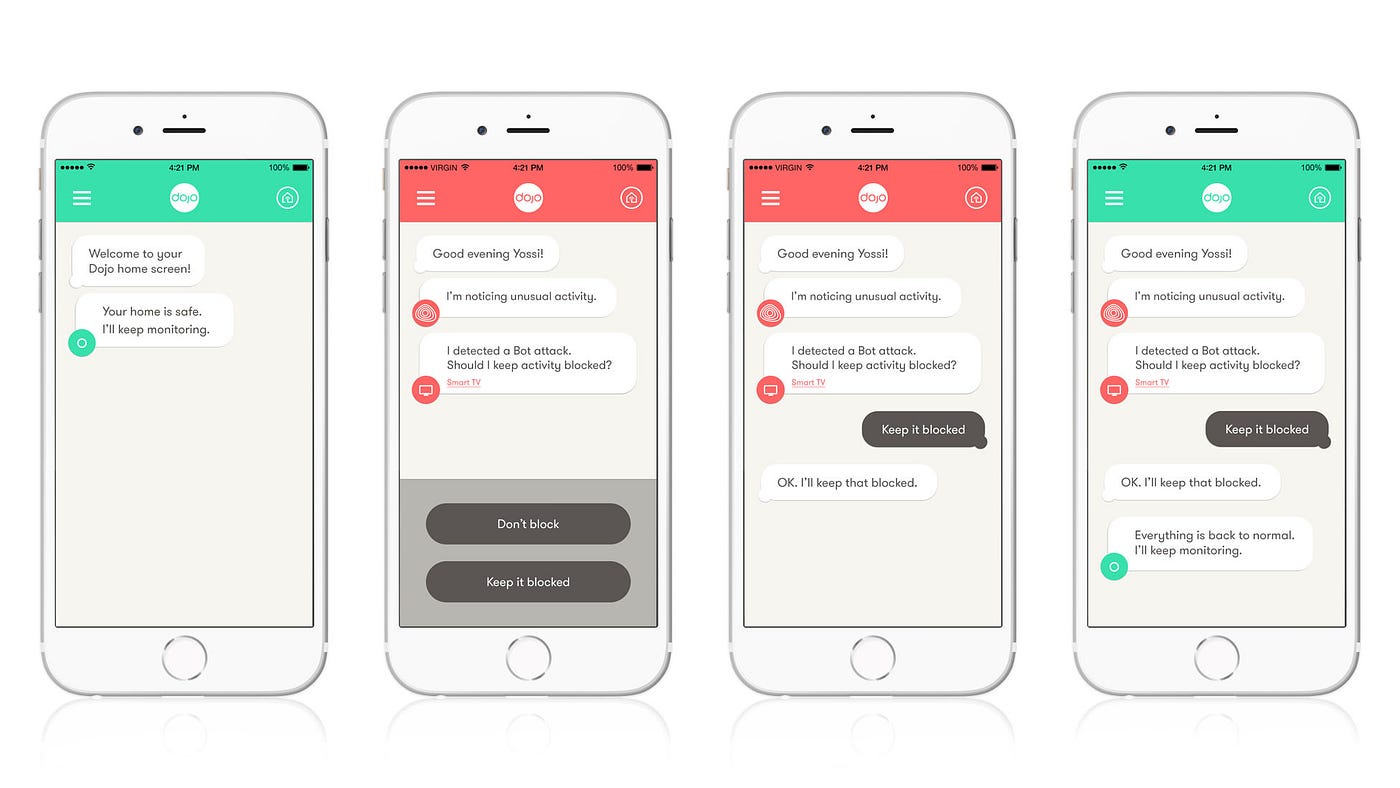 4:21 PM 100%
dojo
Welcome to your
Dojo home screen!
Your home is safe.
I'll keep monitoring.
VIRGIN 4:21 PM 100%
dojo
Good evening Yossi!
I'm noticing unusual activity.
I detected a Bot attack.
Should I keep activity blocked?
Smart TV
Don't block
Keep it blocked
VIRGIN 4:21 PM 100%
dojo
Good evening Yossi!
I'm noticing unusual activity.
I detected a Bot attack.
Should I keep activity blocked?
Smart TV
Keep it blocked
OK. I'll keep that blocked.
4:21 PM 100%
dojo
Good evening Yossi!
I'm noticing unusual activity.
I detected a Bot attack.
Should I keep activity blocked?
Smart TV
Keep it blocked
OK. I'll keep that blocked.
Everything is back to normal.
I'll keep monitoring.